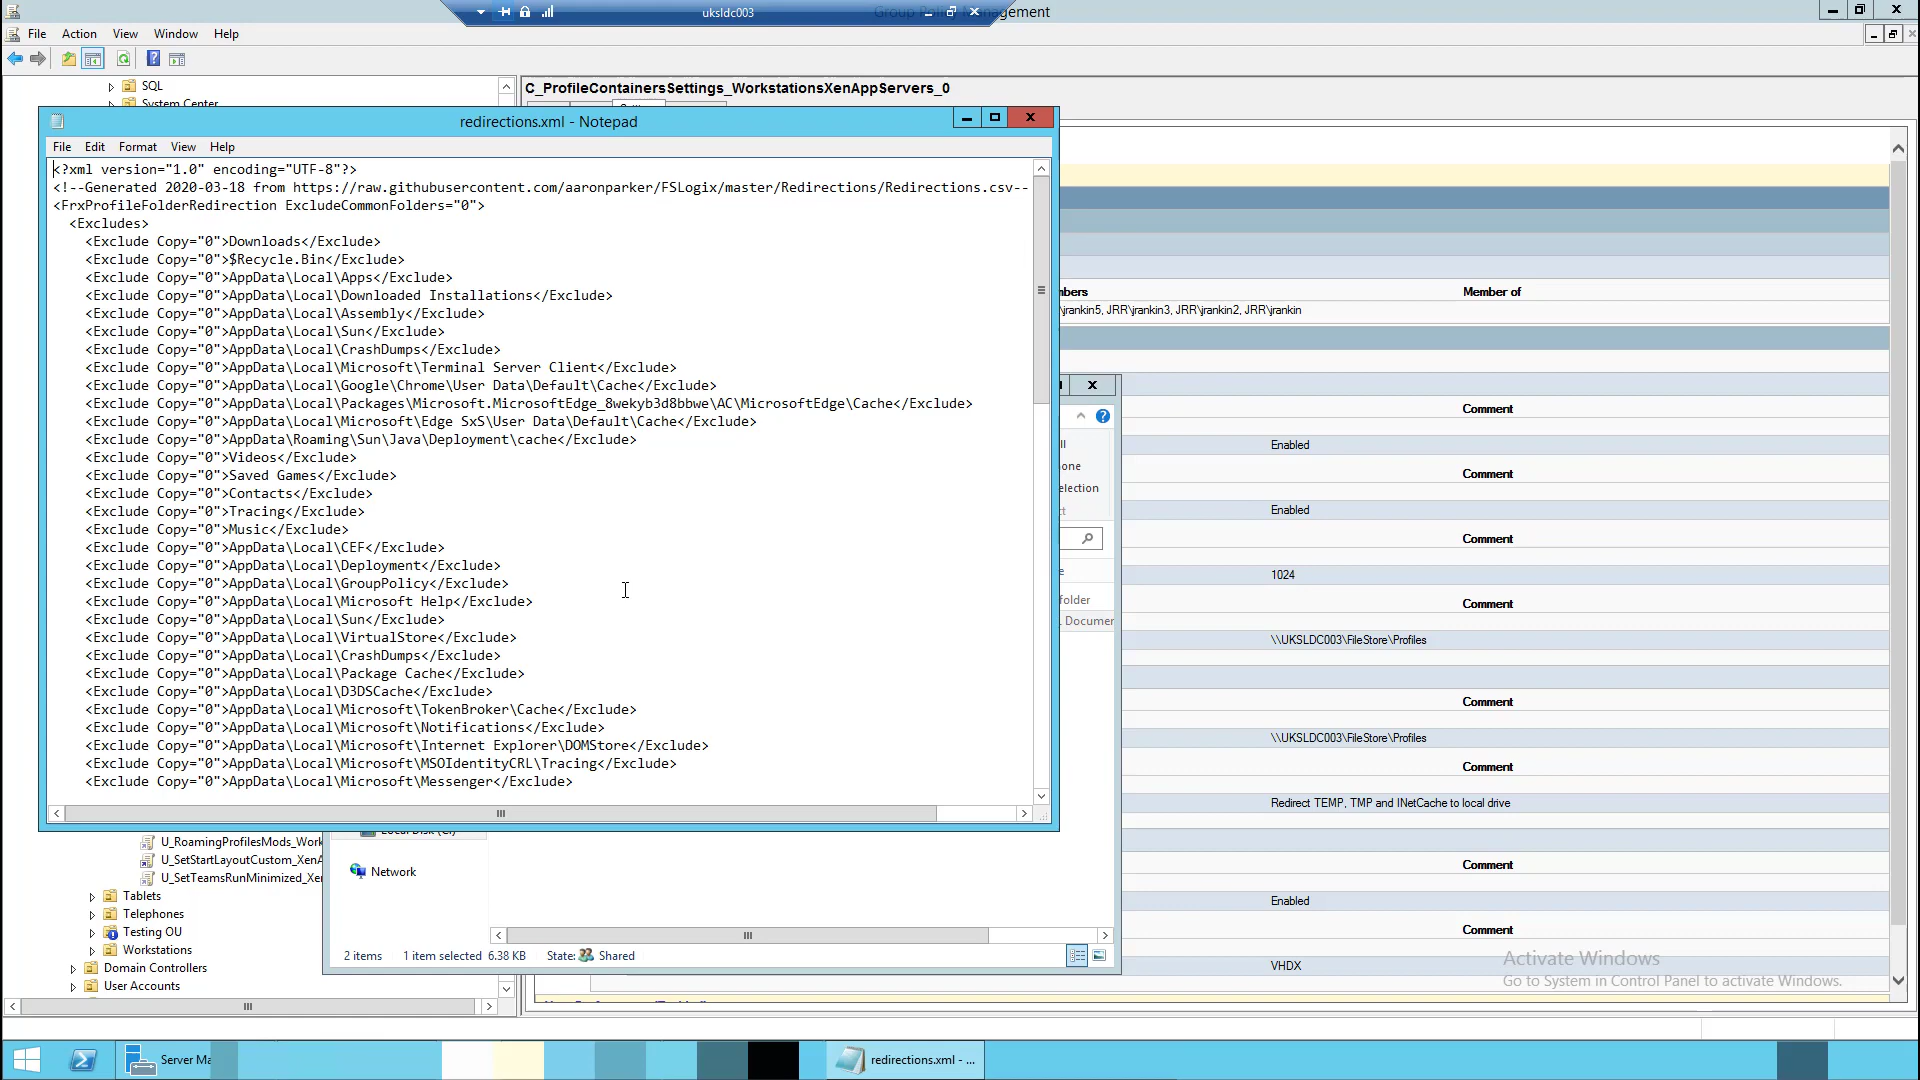 uksldc003
Group Policy Management
File Action View Window Help
SQL
System Center
C_ProfileContainersSettings_WorkstationsXenAppServers_0
redirections.xml - Notepad
File Edit Format View Help
<?xml version="1.0" encoding="UTF-8"?>
<!--Generated 2020-03-18 from https://raw.githubusercontent.com/aaronparker/FSLogix/master/Redirections/Redirections.csv--
<FrxProfileFolderRedirection ExcludeCommonFolders="0">
<Excludes>
<Exclude Copy="0">Downloads</Exclude>
<Exclude Copy="0">$Recycle.Bin</Exclude>
<Exclude Copy="0">AppData\Local\Apps</Exclude>
<Exclude Copy="0">AppData\Local\Downloaded Installations</Exclude>
<Exclude Copy="0">AppData\Local\Assembly</Exclude>
<Exclude Copy="0">AppData\Local\Sun</Exclude>
<Exclude Copy="0">AppData\Local\CrashDumps</Exclude>
<Exclude Copy="0">AppData\Local\Microsoft\Terminal Server Client</Exclude>
<Exclude Copy="0">AppData\Local\Google\Chrome\User Data\Default\Cache</Exclude>
<Exclude Copy="0">AppData\Local\Packages\Microsoft.MicrosoftEdge_8wekyb3d8bbwe\AC\MicrosoftEdge\Cache</Exclude>
<Exclude Copy="0">AppData\Local\Microsoft\Edge SxS\User Data\Default\Cache</Exclude>
<Exclude Copy="0">AppData\Roaming\Sun\Java\Deployment\cache</Exclude>
<Exclude Copy="0">Videos</Exclude>
<Exclude Copy="0">Saved Games</Exclude>
<Exclude Copy="0">Contacts</Exclude>
<Exclude Copy="0">Tracing</Exclude>
<Exclude Copy="0">Music</Exclude>
<Exclude Copy="0">AppData\Local\CEF</Exclude>
<Exclude Copy="0">AppData\Local\Deployment</Exclude>
<Exclude Copy="0">AppData\Local\GroupPolicy</Exclude>
<Exclude Copy="0">AppData\Local\Microsoft Help</Exclude>
<Exclude Copy="0">AppData\Local\Sun</Exclude>
<Exclude Copy="0">AppData\Local\VirtualStore</Exclude>
<Exclude Copy="0">AppData\Local\CrashDumps</Exclude>
<Exclude Copy="0">AppData\Local\Package Cache</Exclude>
<Exclude Copy="0">AppData\Local\D3DSCache</Exclude>
<Exclude Copy="0">AppData\Local\Microsoft\TokenBroker\Cache</Exclude>
<Exclude Copy="0">AppData\Local\Microsoft\Notifications</Exclude>
<Exclude Copy="0">AppData\Local\Microsoft\Internet Explorer\DOMStore</Exclude>
<Exclude Copy="0">AppData\Local\Microsoft\MSOIdentityCRL\Tracing</Exclude>
<Exclude Copy="0">AppData\Local\Microsoft\Messenger</Exclude>
mbers Member of
\jrankin5, JRR\jrankin3, JRR\jrankin2, JRR\jrankin
Comment
Enabled
Comment
Enabled
Comment
1024
Comment
\\UKSLDC003\FileStore\Profiles
Comment
\\UKSLDC003\FileStore\Profiles
Comment
Redirect TEMP, TMP and INetCache to local drive
Comment
Enabled
Comment
VHDX
ll
one
election
ct
e
folder
Documen
Local Disk (C:)
Network
2 items 1 item selected 6.38 KB State: Shared
U_RoamingProfilesMods_Work
U_SetStartLayoutCustom_XenA
U_SetTeamsRunMinimized_Xen
Tablets
Telephones
Testing OU
Workstations
Domain Controllers
User Accounts
Activate Windows
Go to System in Control Panel to activate Windows.
Server Ma
redirections.xml - ...